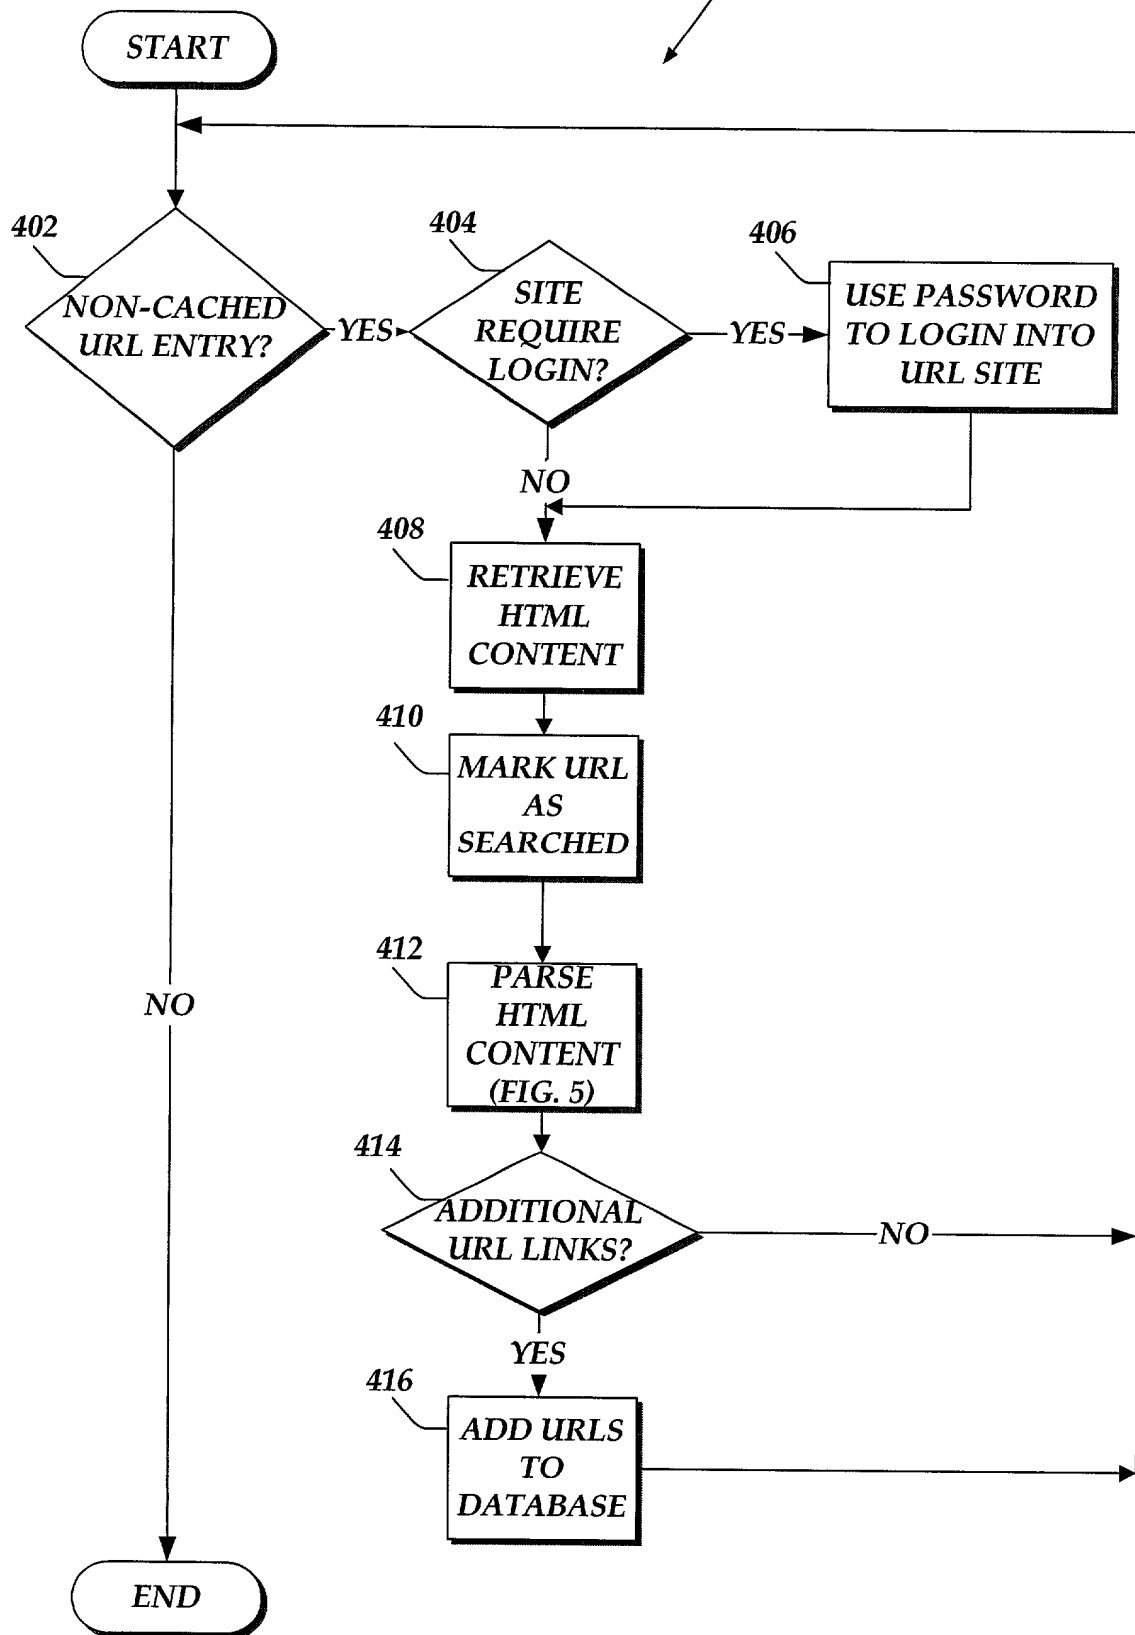 START
402
NON-CACHED
URL ENTRY?
YES
404
SITE
REQUIRE
LOGIN?
YES
406
USE PASSWORD
TO LOGIN INTO
URL SITE
NO
408
RETRIEVE
HTML
CONTENT
410
MARK URL
AS
SEARCHED
412
PARSE
HTML
CONTENT
(FIG. 5)
NO
414
ADDITIONAL
URL LINKS?
NO
YES
416
ADD URLS
TO
DATABASE
END